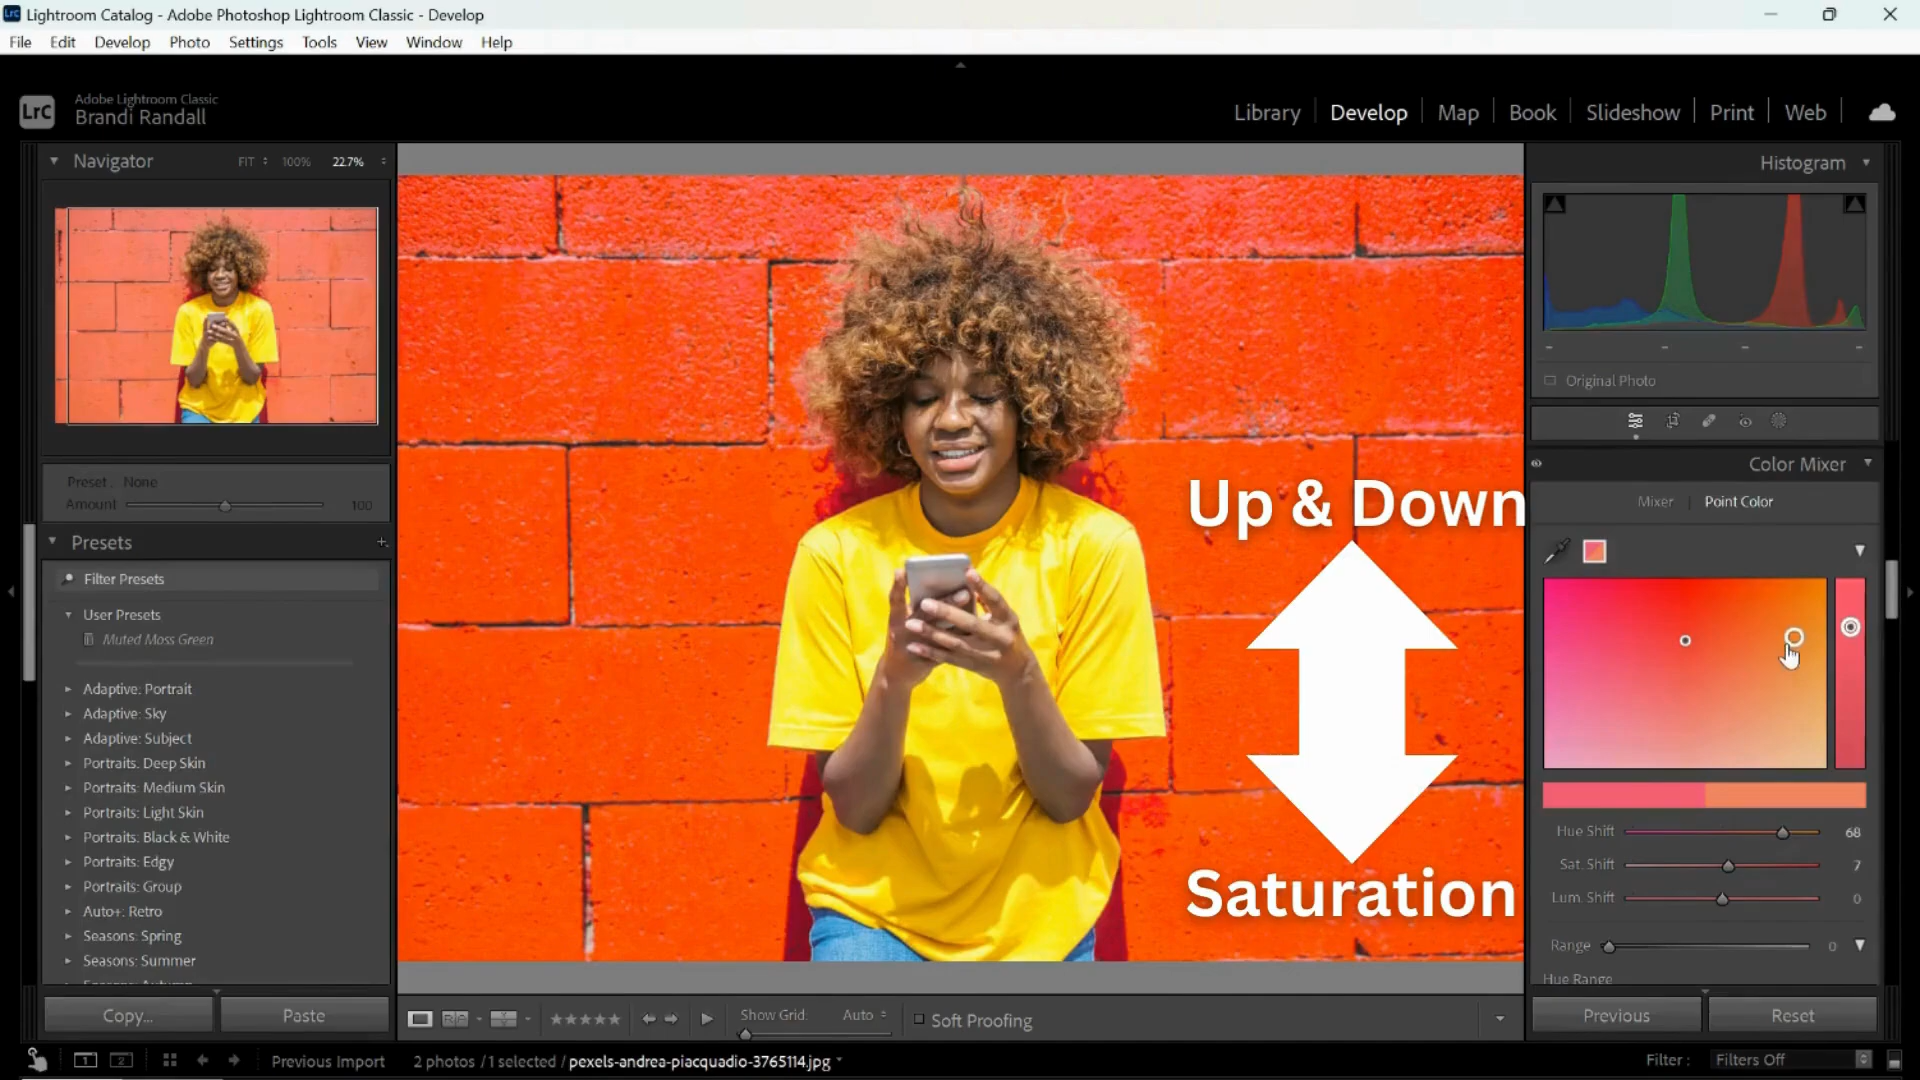 Lightroom Catalog - Adobe Photoshop Lightroom Classic - Develop
File Edit Develop Photo Settings Tools View Window Help
LrC
Adobe Lightroom Classic
Brandi Randall
Library Develop Map Book Slideshow Print Web
Navigator FIT 100% 22.7%
Histogram
Original Photo
Preset: None
Amount 100
Presets
Filter Presets
User Presets
Muted Moss Green
Adaptive: Portrait
Adaptive: Sky
Adaptive: Subject
Portraits: Deep Skin
Portraits: Medium Skin
Portraits: Light Skin
Portraits: Black & White
Portraits: Edgy
Portraits: Group
Auto+: Retro
Seasons: Spring
Seasons: Summer
Seasons: Autumn
Copy... Paste
Up & Down
Saturation
Color Mixer
Mixer Point Color
Hue Shift 68
Sat. Shift 7
Lum. Shift 0
Range 0
Hue Range
Previous Reset
Show Grid: Auto
Soft Proofing
1 2
Previous Import 2 photos / 1 selected / pexels-andrea-piacquadio-3765114.jpg
Filter : Filters Off